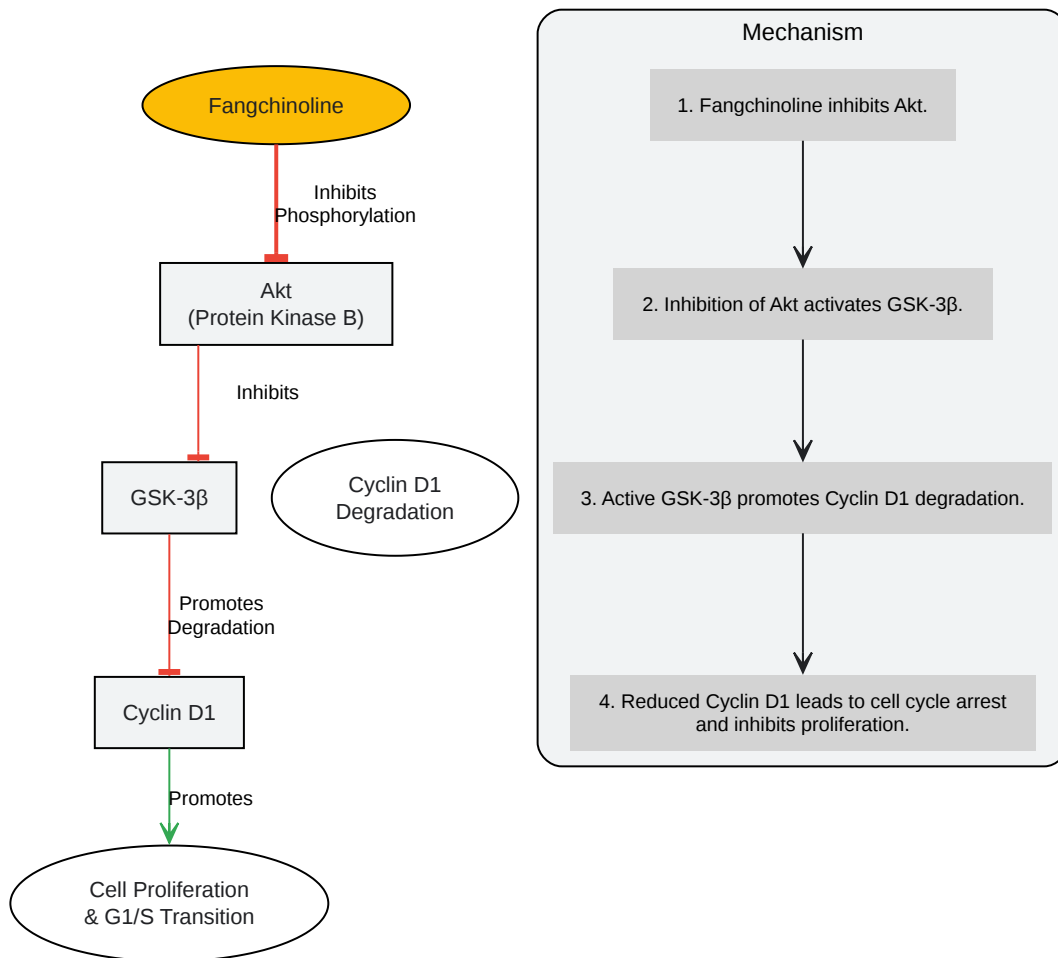 Fangchinoline
Inhibits
Phosphorylation
Akt
(Protein Kinase B)
Inhibits
GSK-3β
Cyclin D1
Degradation
Promotes
Degradation
Cyclin D1
Promotes
Cell Proliferation
& G1/S Transition
Mechanism
1. Fangchinoline inhibits Akt.
2. Inhibition of Akt activates GSK-3β.
3. Active GSK-3β promotes Cyclin D1 degradation.
4. Reduced Cyclin D1 leads to cell cycle arrest
and inhibits proliferation.